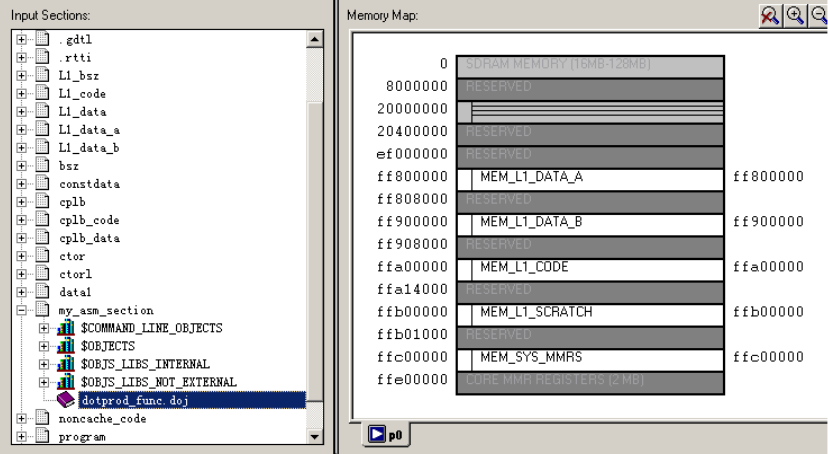 Input Sections:
.gdtl
.rtti
L1_bsz
L1_code
L1_data
L1_data_a
L1_data_b
bsz
constdata
cplb
cplb_code
cplb_data
ctor
ctorl
data1
my_asm_section
$COMMAND_LINE_OBJECTS
$OBJECTS
$OBJS_LIBS_INTERNAL
$OBJS_LIBS_NOT_EXTERNAL
dotprod_func.doj
noncache_code
program
Memory Map:
0 SDRAM MEMORY (16MB-128MB)
8000000 RESERVED
20000000
20400000 RESERVED
ef000000 RESERVED
ff800000 MEM_L1_DATA_A ff800000
ff808000 RESERVED
ff900000 MEM_L1_DATA_B ff900000
ff908000 RESERVED
ffa00000 MEM_L1_CODE ffa00000
ffa14000 RESERVED
ffb00000 MEM_L1_SCRATCH ffb00000
ffb01000 RESERVED
ffc00000 MEM_SYS_MMRS ffc00000
ffe00000 CORE MMR REGISTERS (2 MB)
p0